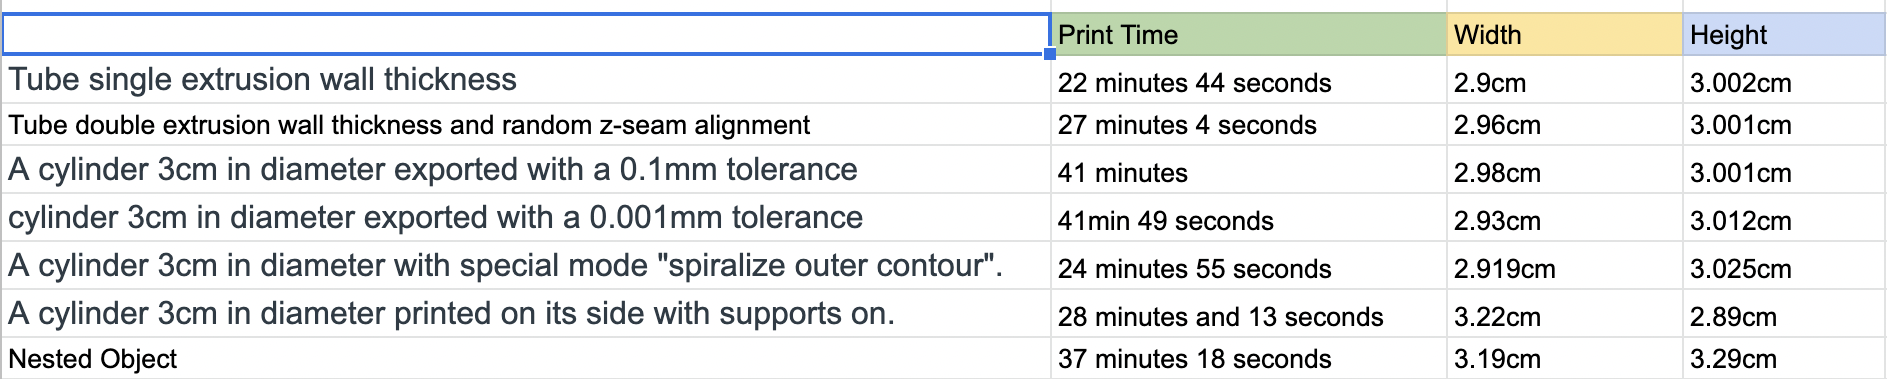 Print Time Width Height
Tube single extrusion wall thickness 22 minutes 44 seconds 2.9cm 3.002cm
Tube double extrusion wall thickness and random z-seam alignment 27 minutes 4 seconds 2.96cm 3.001cm
A cylinder 3cm in diameter exported with a 0.1mm tolerance 41 minutes 2.98cm 3.001cm
cylinder 3cm in diameter exported with a 0.001mm tolerance 41min 49 seconds 2.93cm 3.012cm
A cylinder 3cm in diameter with special mode "spiralize outer contour". 24 minutes 55 seconds 2.919cm 3.025cm
A cylinder 3cm in diameter printed on its side with supports on. 28 minutes and 13 seconds 3.22cm 2.89cm
Nested Object 37 minutes 18 seconds 3.19cm 3.29cm